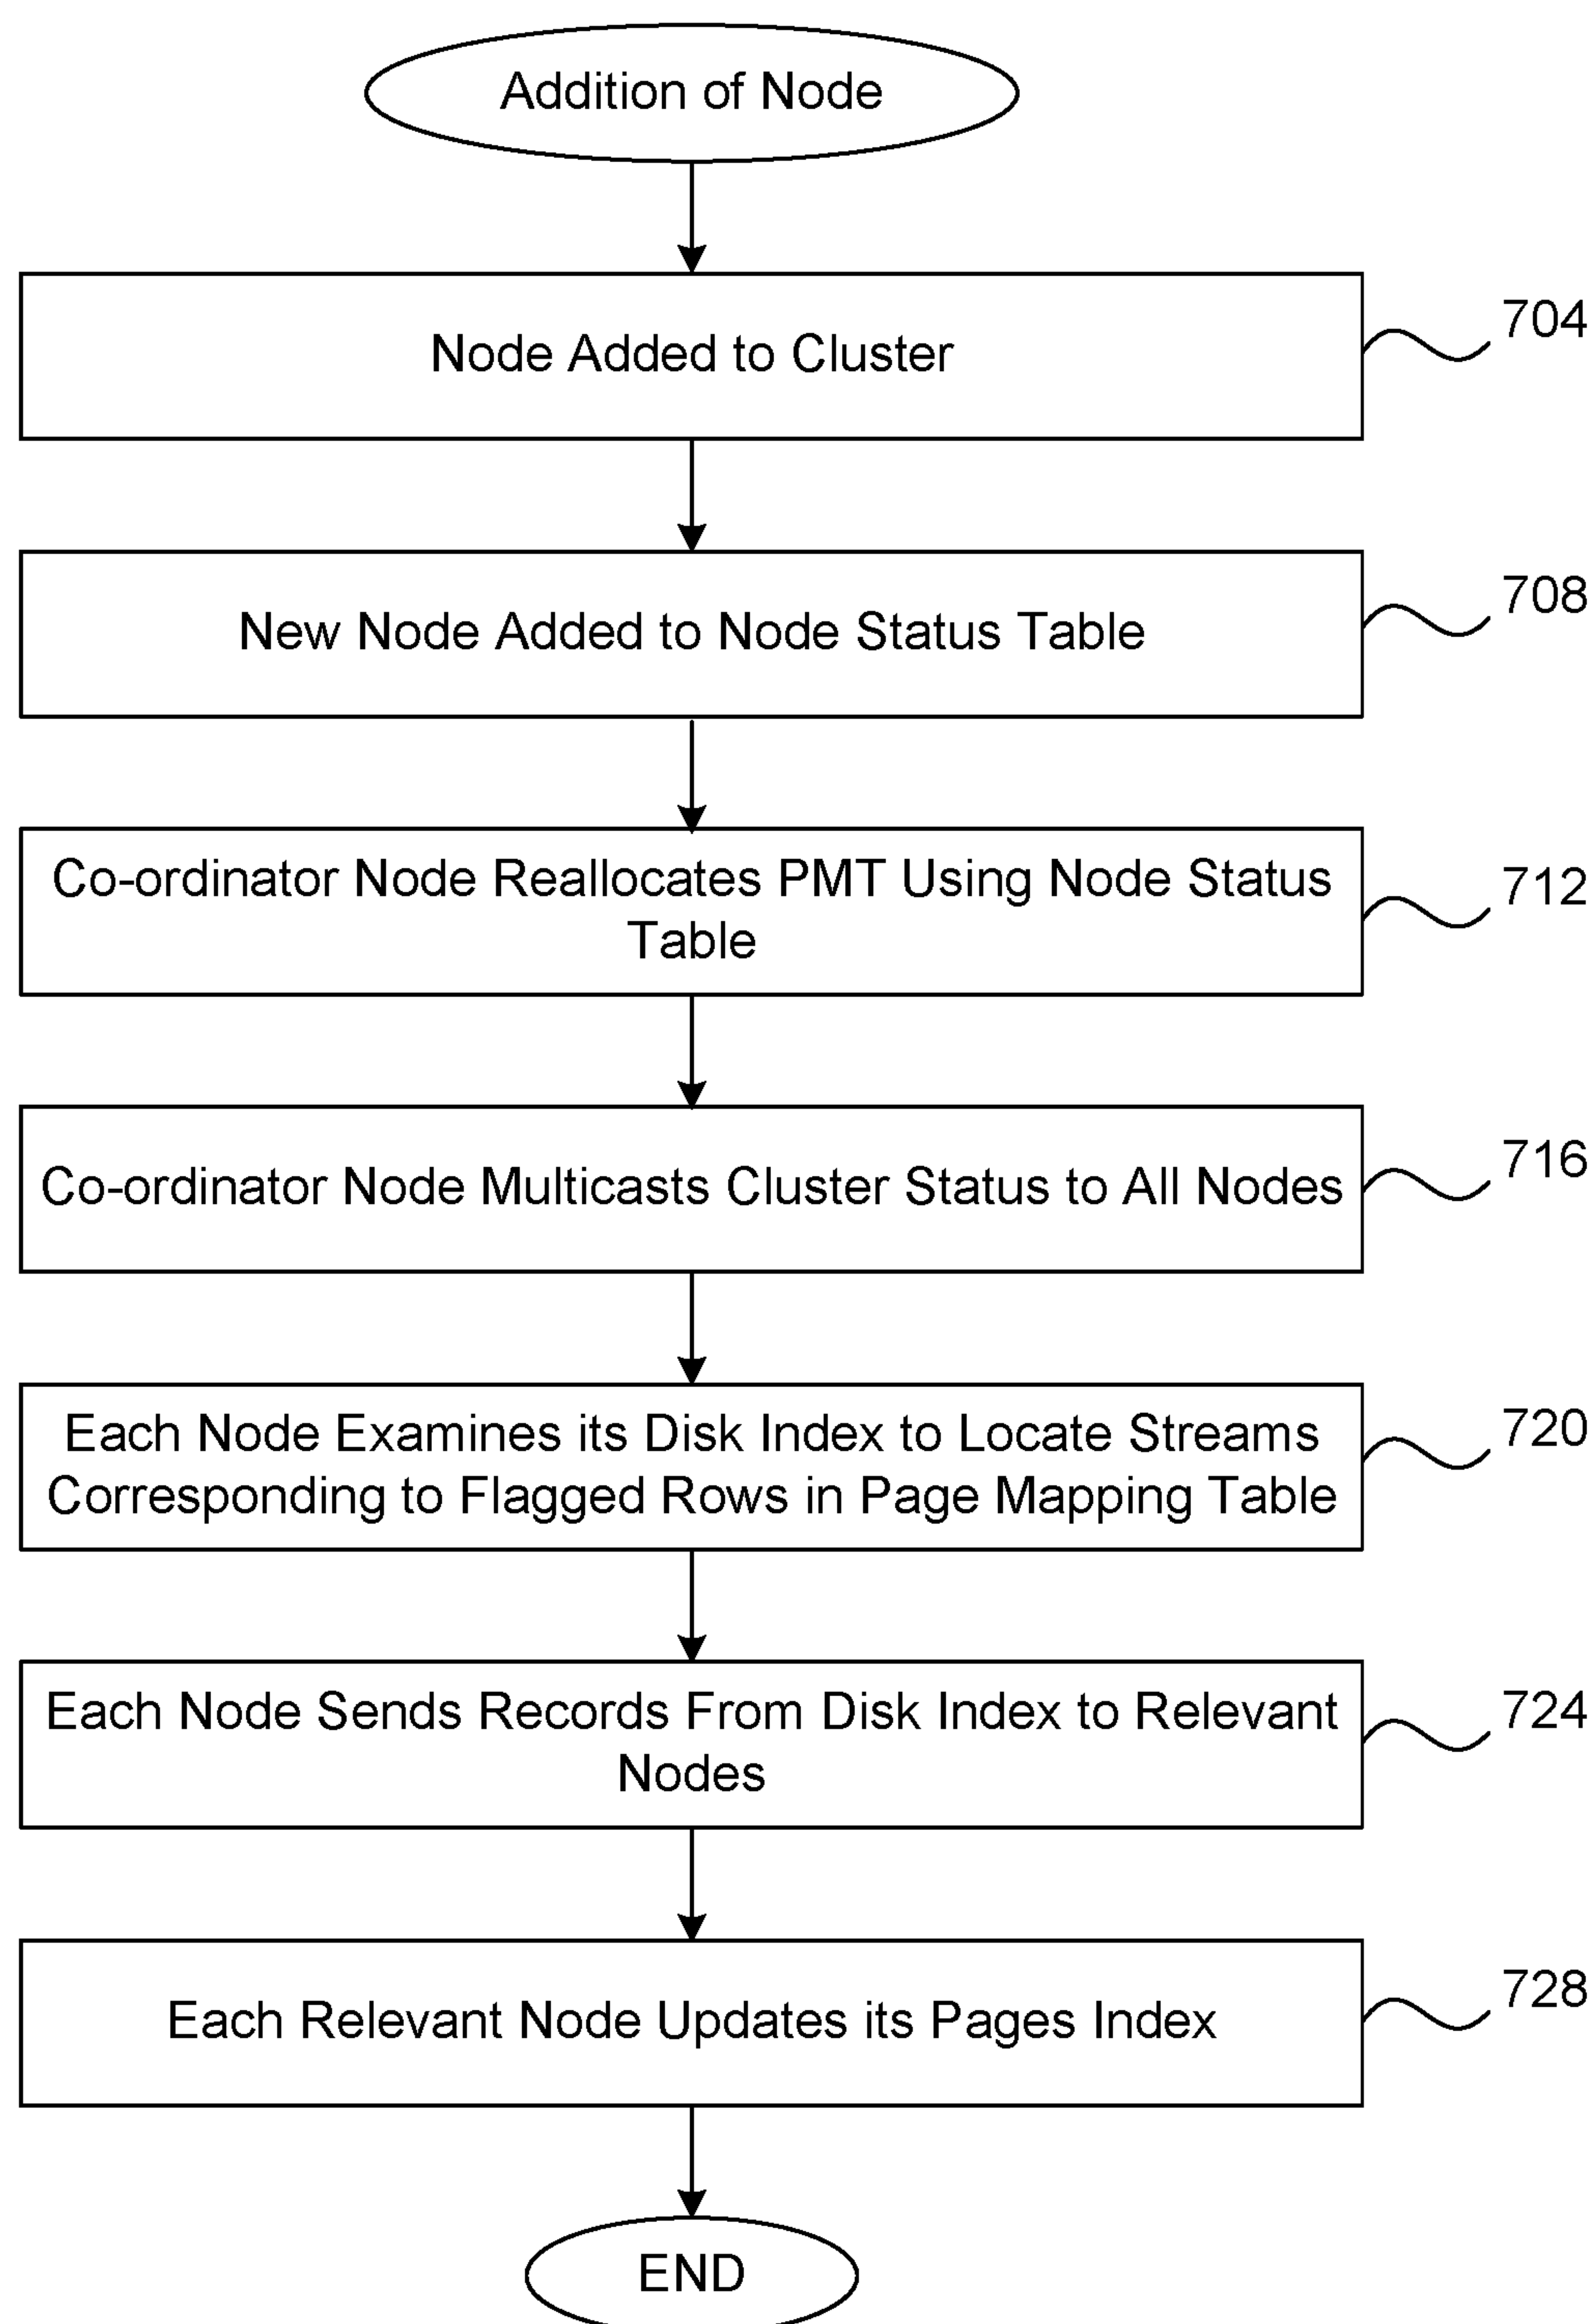 Addition of Node
Node Added to Cluster
704
New Node Added to Node Status Table
708
Co-ordinator Node Reallocates PMT Using Node Status
Table
712
Co-ordinator Node Multicasts Cluster Status to All Nodes
716
Each Node Examines its Disk Index to Locate Streams
Corresponding to Flagged Rows in Page Mapping Table
720
Each Node Sends Records From Disk Index to Relevant
Nodes
724
Each Relevant Node Updates its Pages Index
728
END